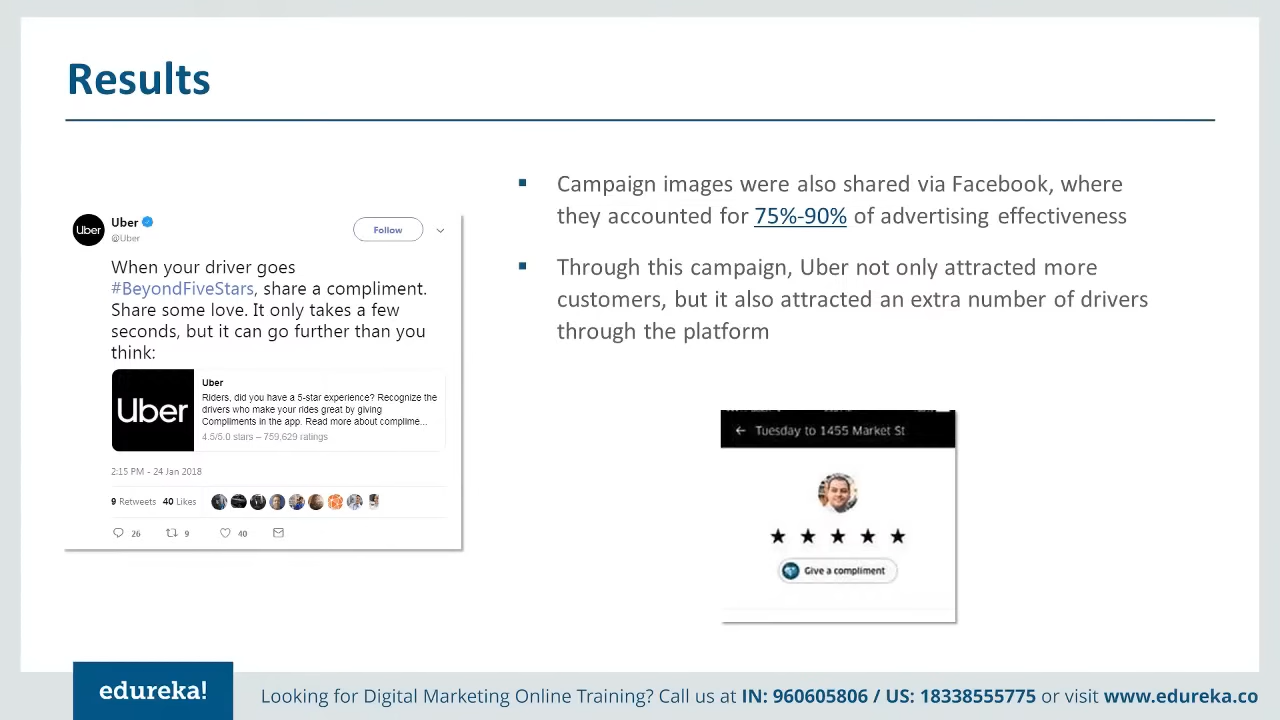 Results
Uber
Uber
@Uber
Follow
When your driver goes
#BeyondFiveStars, share a compliment.
Share some love. It only takes a few
seconds, but it can go further than you
think:
Uber
Uber
Riders, did you have a 5-star experience? Recognize the
drivers who make your rides great by giving
Compliments in the app. Read more about complime...
4.5/5.0 stars – 759,629 ratings
2:15 PM - 24 Jan 2018
9 Retweets 40 Likes
26 9 40
▪ Campaign images were also shared via Facebook, where
they accounted for 75%-90% of advertising effectiveness
▪ Through this campaign, Uber not only attracted more
customers, but it also attracted an extra number of drivers
through the platform
← Tuesday to 1455 Market St
★ ★ ★ ★ ★
Give a compliment
edureka!
Looking for Digital Marketing Online Training? Call us at IN: 960605806 / US: 18338555775 or visit www.edureka.co